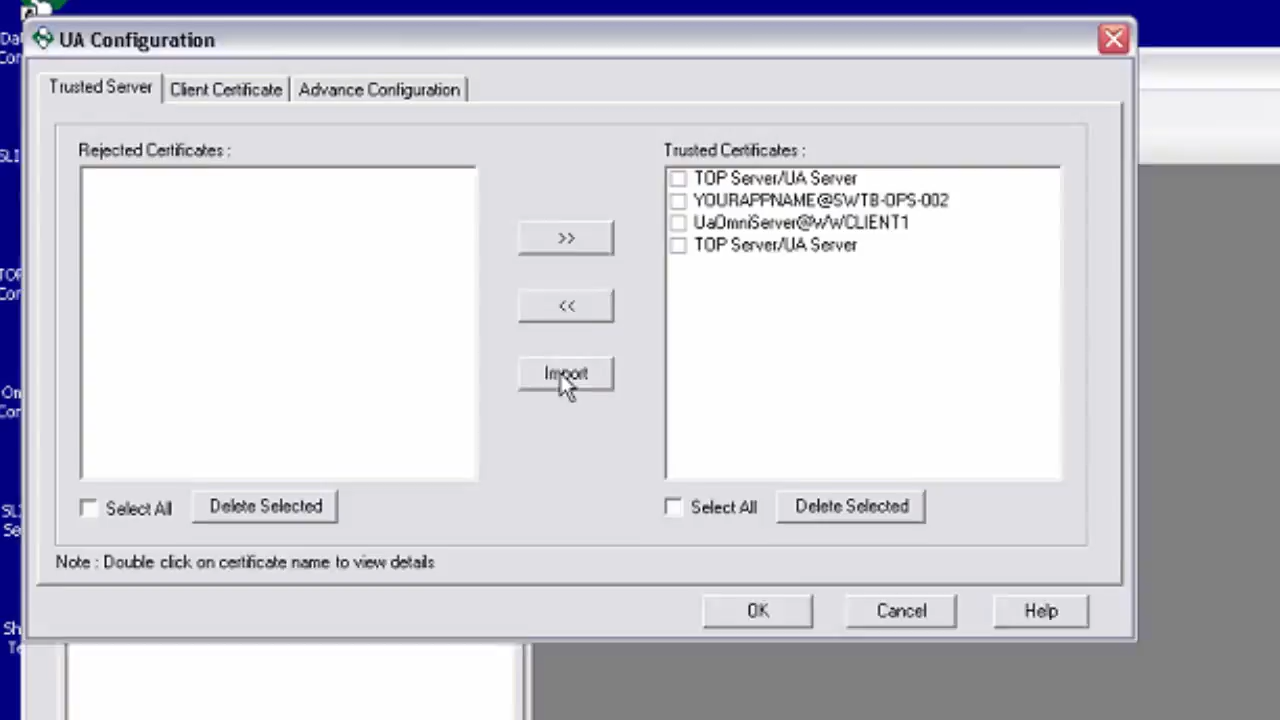 UA Configuration
Trusted Server
Client Certificate
Advance Configuration
Rejected Certificates :
Trusted Certificates :
TOP Server/UA Server
YOURAPPNAME@SWTB-OPS-002
UaOmniServer@WWCLIENT1
TOP Server/UA Server
>>
<<
Import
Select All
Delete Selected
Select All
Delete Selected
Note : Double click on certificate name to view details
OK
Cancel
Help